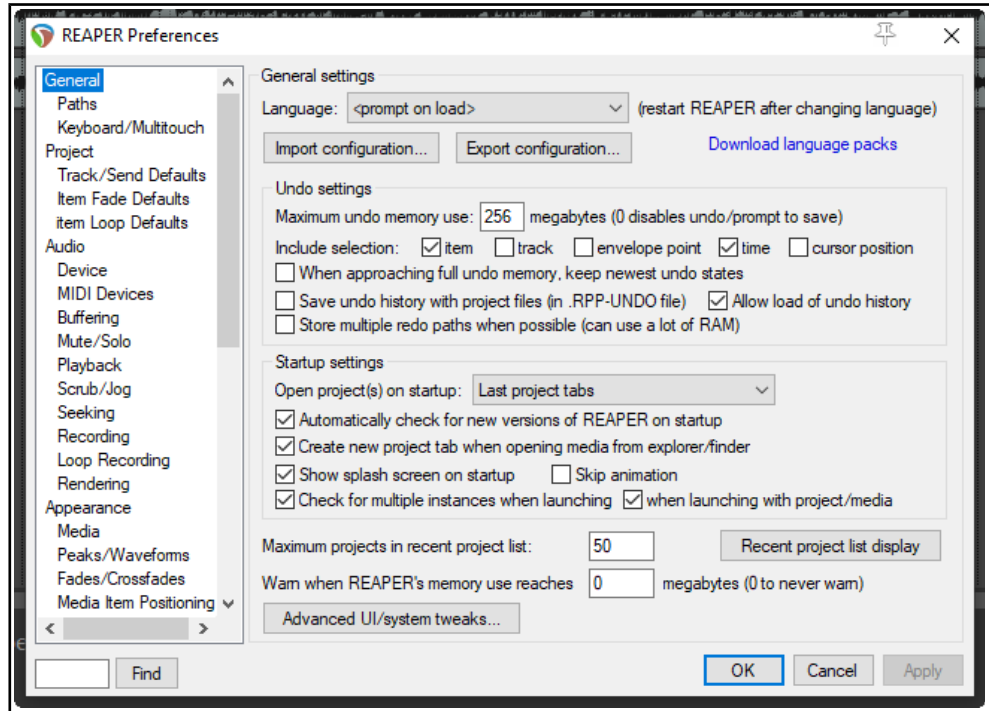 REAPER Preferences
General
Paths
Keyboard/Multitouch
Project
Track/Send Defaults
Item Fade Defaults
item Loop Defaults
Audio
Device
MIDI Devices
Buffering
Mute/Solo
Playback
Scrub/Jog
Seeking
Recording
Loop Recording
Rendering
Appearance
Media
Peaks/Waveforms
Fades/Crossfades
Media Item Positioning
Find
General settings
Language: <prompt on load> (restart REAPER after changing language)
Import configuration... Export configuration... Download language packs
Undo settings
Maximum undo memory use: 256 megabytes (0 disables undo/prompt to save)
Include selection: item track envelope point time cursor position
When approaching full undo memory, keep newest undo states
Save undo history with project files (in .RPP-UNDO file) Allow load of undo history
Store multiple redo paths when possible (can use a lot of RAM)
Startup settings
Open project(s) on startup: Last project tabs
Automatically check for new versions of REAPER on startup
Create new project tab when opening media from explorer/finder
Show splash screen on startup Skip animation
Check for multiple instances when launching when launching with project/media
Maximum projects in recent project list: 50 Recent project list display
Warn when REAPER's memory use reaches 0 megabytes (0 to never warn)
Advanced UI/system tweaks...
OK Cancel Apply